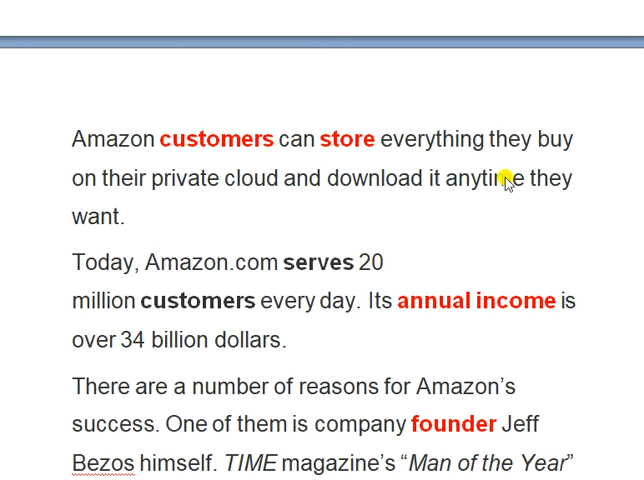 Amazon customers can store everything they buy
on their private cloud and download it anytime they
want.
Today, Amazon.com serves 20
million customers every day. Its annual income is
over 34 billion dollars.
There are a number of reasons for Amazon’s
success. One of them is company founder Jeff
Bezos himself. TIME magazine’s “Man of the Year”